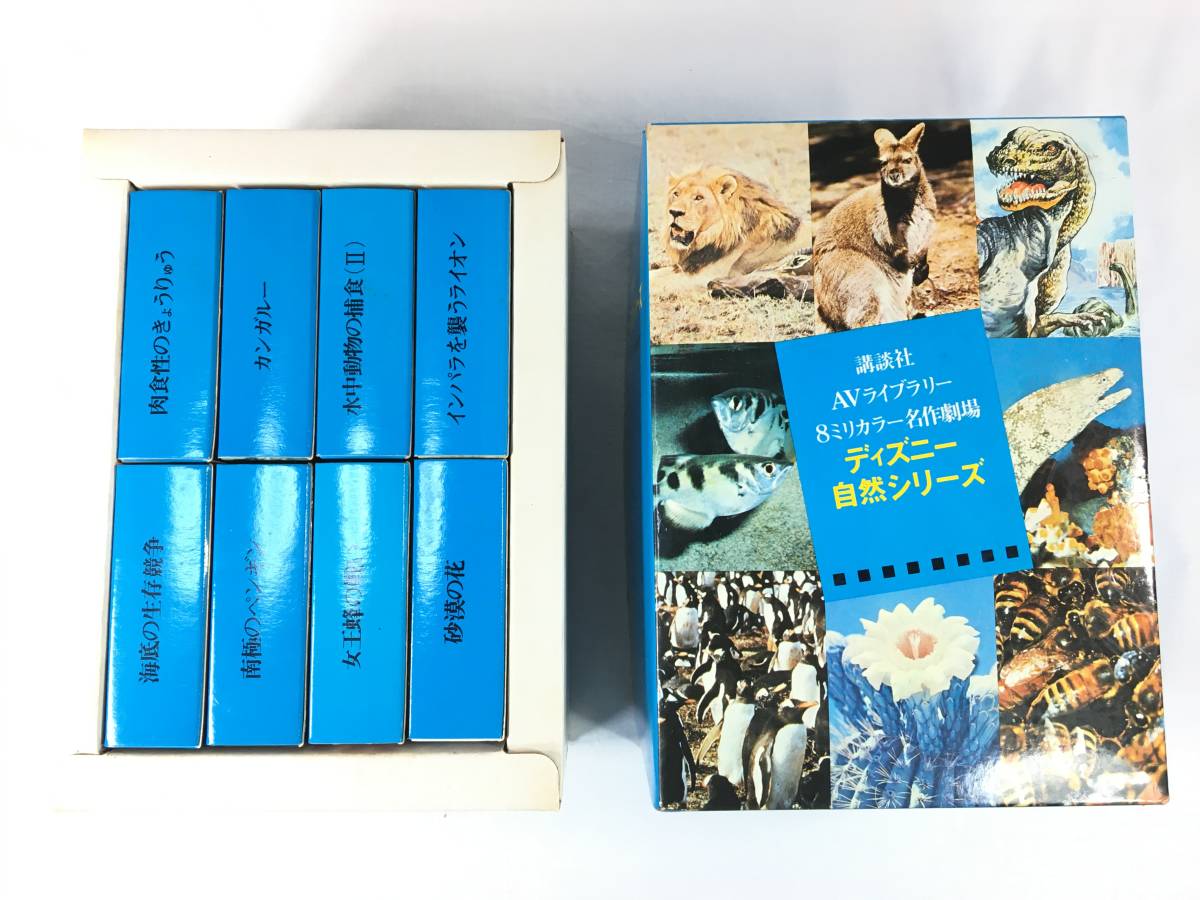 肉食性のきょうりゅう
カンガルー
水中動物の捕食(Ⅱ)
インパラを襲うライオン
海底の生存競争
南極のペンギン
女王蜂の
砂漠の花
講談社
AVライブラリー
8ミリカラー名作劇場
ディズニー
自然シリーズ